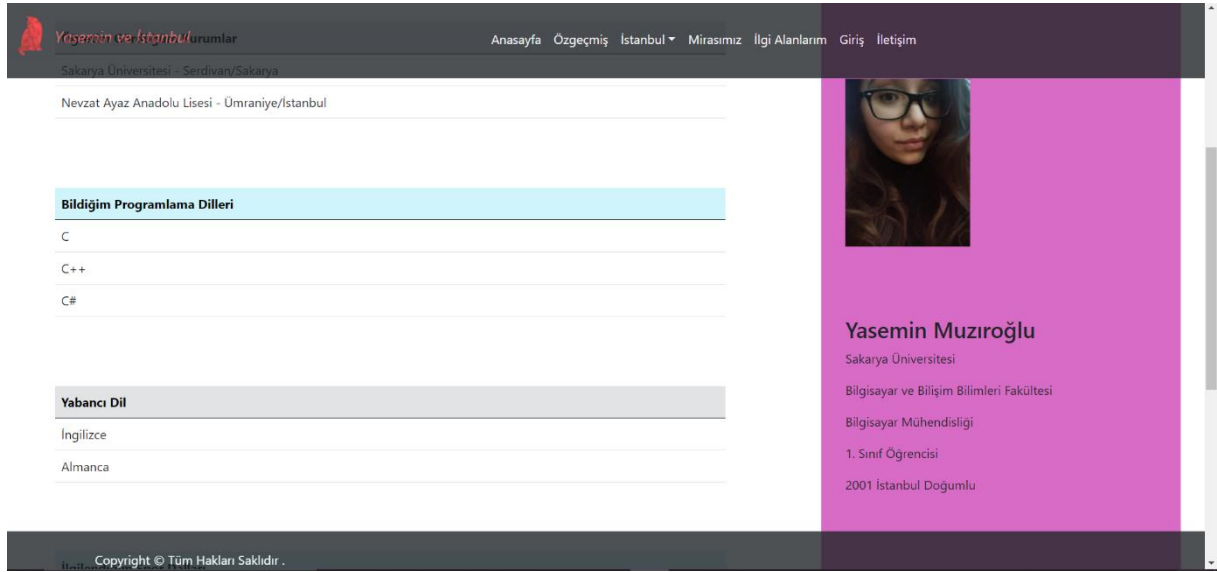 Yasemin ve İstanbul
Anasayfa Özgeçmiş İstanbul Mirasımız İlgi Alanlarım Giriş İletişim
Sakarya Üniversitesi - Serdivan/Sakarya
Nevzat Ayaz Anadolu Lisesi - Ümraniye/İstanbul
Bildiğim Programlama Dilleri
C
C++
C#
Yabancı Dil
İngilizce
Almanca
Yasemin Muzıroğlu
Sakarya Üniversitesi
Bilgisayar ve Bilişim Bilimleri Fakültesi
Bilgisayar Mühendisliği
1. Sınıf Öğrencisi
2001 İstanbul Doğumlu
Copyright © Tüm Hakları Saklıdır .